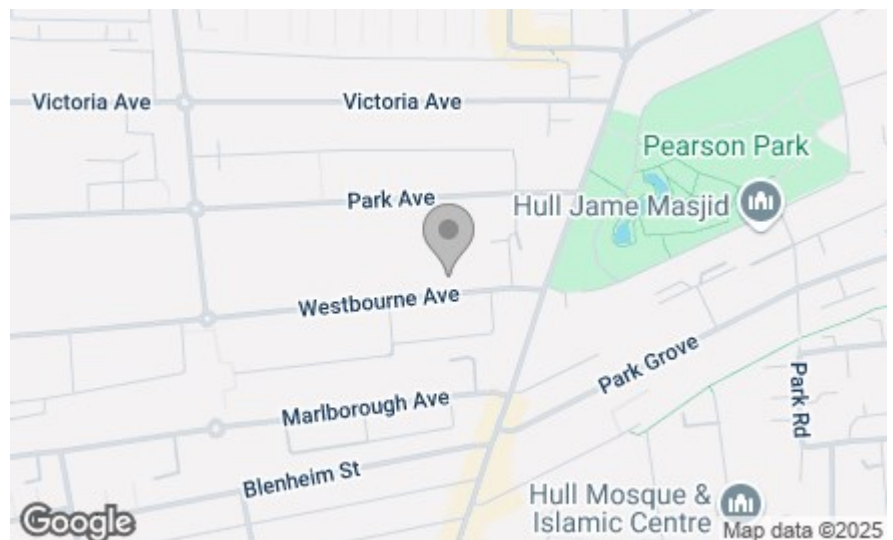 Victoria Ave
Victoria Ave
Pearson Park
Park Ave
Hull Jame Masjid
Westbourne Ave
Park Grove
Park Rd
Marlborough Ave
Blenheim St
Hull Mosque &
Islamic Centre
Google
Map data ©2025